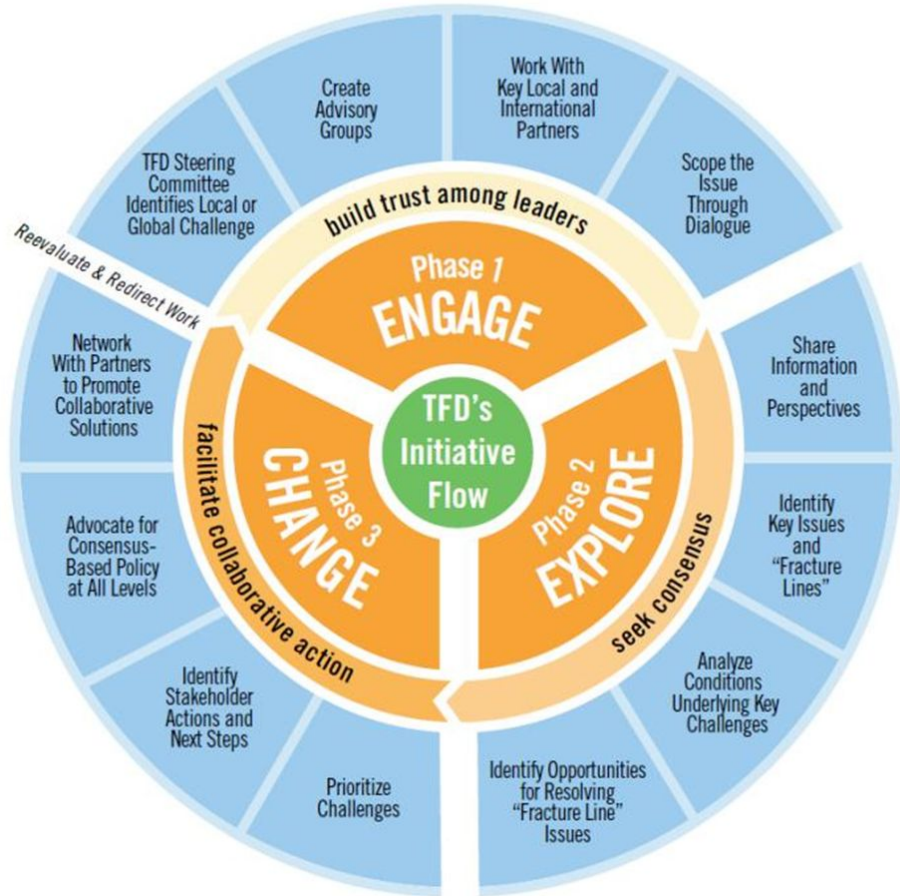 TFD's
Initiative
Flow
Phase 1
ENGAGE
build trust among leaders
TFD Steering
Committee
Identifies Local or
Global Challenge
Create
Advisory
Groups
Work With
Key Local and
International
Partners
Scope the
Issue
Through
Dialogue
Phase 2
EXPLORE
seek consensus
Share
Information
and
Perspectives
Identify
Key Issues
and
“Fracture
Lines”
Analyze
Conditions
Underlying Key
Challenges
Identify Opportunities
for Resolving
“Fracture Line”
Issues
Phase 3
CHANGE
facilitate collaborative action
Prioritize
Challenges
Identify
Stakeholder
Actions and
Next Steps
Advocate for
Consensus-
Based Policy
at All Levels
Network
With Partners
to Promote
Collaborative
Solutions
Reevaluate & Redirect Work